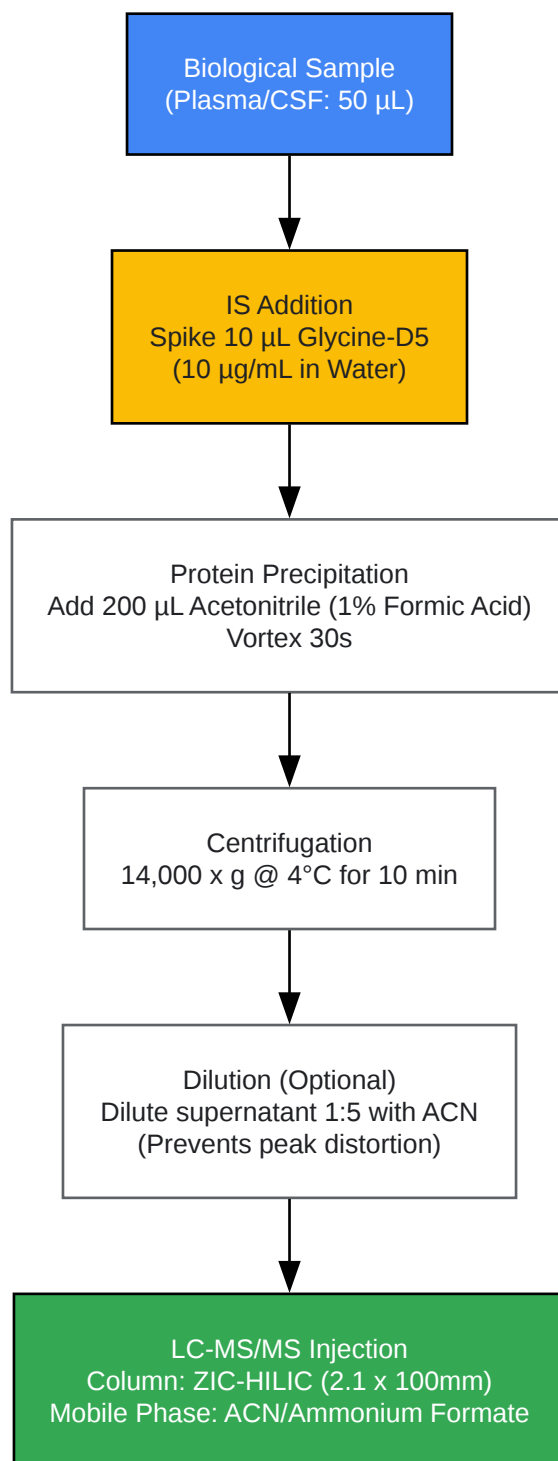 Biological Sample
(Plasma/CSF: 50 µL)
IS Addition
Spike 10 µL Glycine-D5
(10 µg/mL in Water)
Protein Precipitation
Add 200 µL Acetonitrile (1% Formic Acid)
Vortex 30s
Centrifugation
14,000 x g @ 4°C for 10 min
Dilution (Optional)
Dilute supernatant 1:5 with ACN
(Prevents peak distortion)
LC-MS/MS Injection
Column: ZIC-HILIC (2.1 x 100mm)
Mobile Phase: ACN/Ammonium Formate